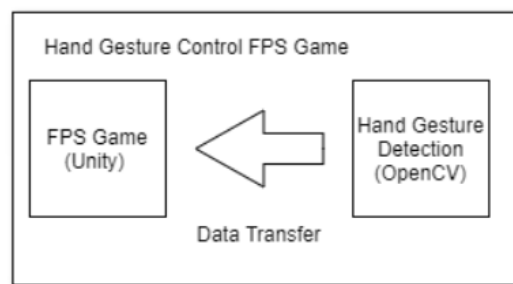 Hand Gesture Control FPS Game
FPS Game
(Unity)
Hand Gesture
Detection
(OpenCV)
Data Transfer